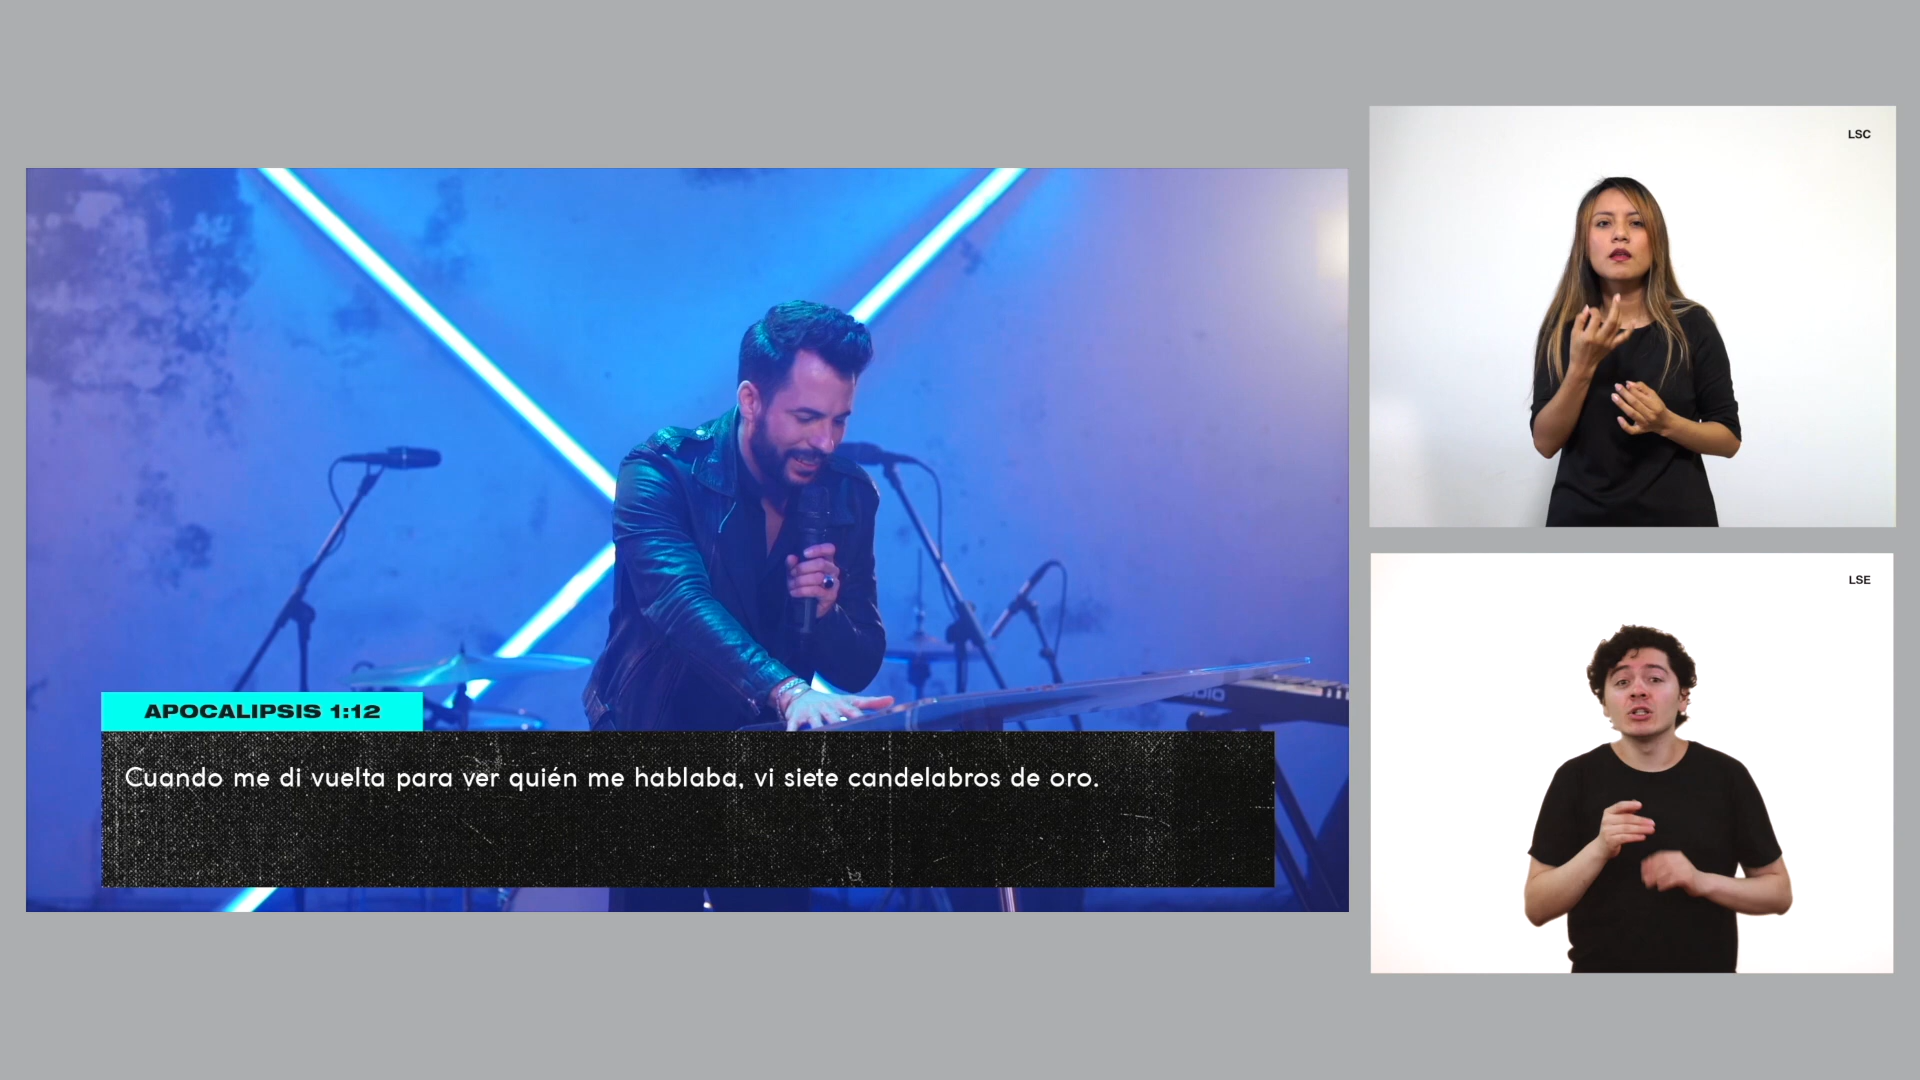 LSC
APOCALIPSIS 1:12
Cuando me di vuelta para ver quién me hablaba, vi siete candelabros de oro.
LSE